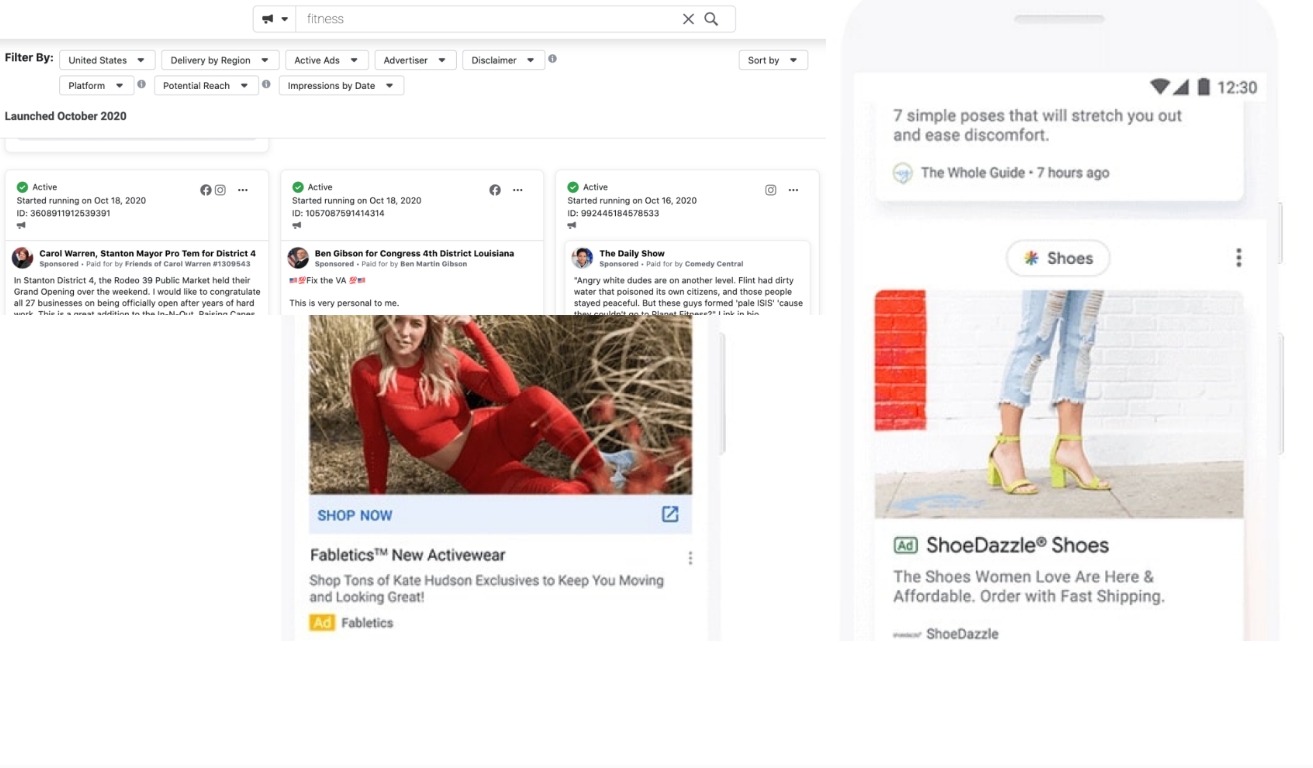 fitness
Filter By:
United States
Delivery by Region
Active Ads
Advertiser
Disclaimer
Sort by
Platform
Potential Reach
Impressions by Date
Launched October 2020
Active
Started running on Oct 18, 2020
ID: 3608911912539391
Carol Warren, Stanton Mayor Pro Tem for District 4
Sponsored • Paid for by Friends of Carol Warren #1309543
In Stanton District 4, the Rodeo 39 Public Market held their
Grand Opening over the weekend. I would like to congratulate
all 27 businesses on being officially open after years of hard
work. This is a great addition to the In-N-Out, Raising Canes
Active
Started running on Oct 18, 2020
ID: 1057087591414314
Ben Gibson for Congress 4th District Louisiana
Sponsored • Paid for by Ben Martin Gibson
🇺🇸💯Fix the VA 💯🇺🇸
This is very personal to me.
Active
Started running on Oct 16, 2020
ID: 992445184578533
The Daily Show
Sponsored • Paid for by Comedy Central
"Angry white dudes are on another level. Flint had dirty
water that poisoned its own citizens, and those people
stayed peaceful. But these guys formed 'pale ISIS' 'cause
they couldn't go to Planet Fitness?" Link in bio
SHOP NOW
Fabletics™ New Activewear
Shop Tons of Kate Hudson Exclusives to Keep You Moving
and Looking Great!
Ad Fabletics
12:30
7 simple poses that will stretch you out
and ease discomfort.
The Whole Guide • 7 hours ago
Shoes
Ad ShoeDazzle® Shoes
The Shoes Women Love Are Here &
Affordable. Order with Fast Shipping.
ShoeDazzle